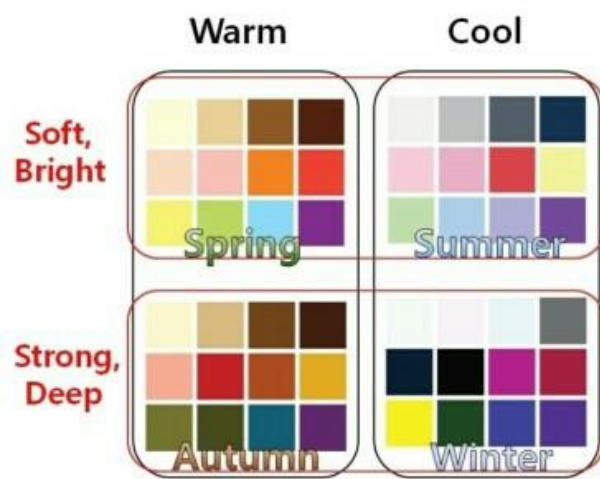 Warm
Cool
Soft,
Bright
Spring
Summer
Strong,
Deep
Autumn
Winter